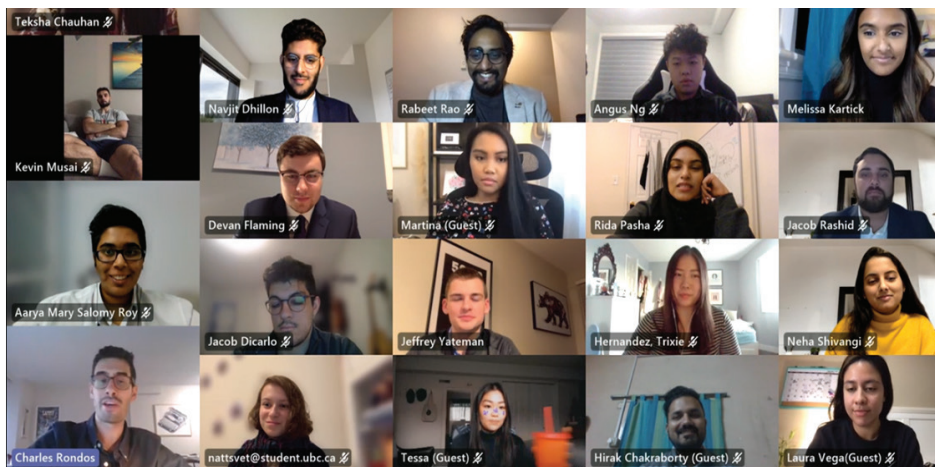 Teksha Chauhan
Kevin Musai
Navjit Dhillon
Rabeet Rao
Angus Ng
Melissa Kartick
Devan Flaming
Martina (Guest)
Rida Pasha
Jacob Rashid
Aarya Mary Salomy Roy
Jacob Dicarlo
Jeffrey Yateman
Hernandez, Trixie
Neha Shivangi
Charles Rondos
nattsvet@student.ubc.ca
Tessa (Guest)
Hirak Chakraborty (Guest)
Laura Vega(Guest)